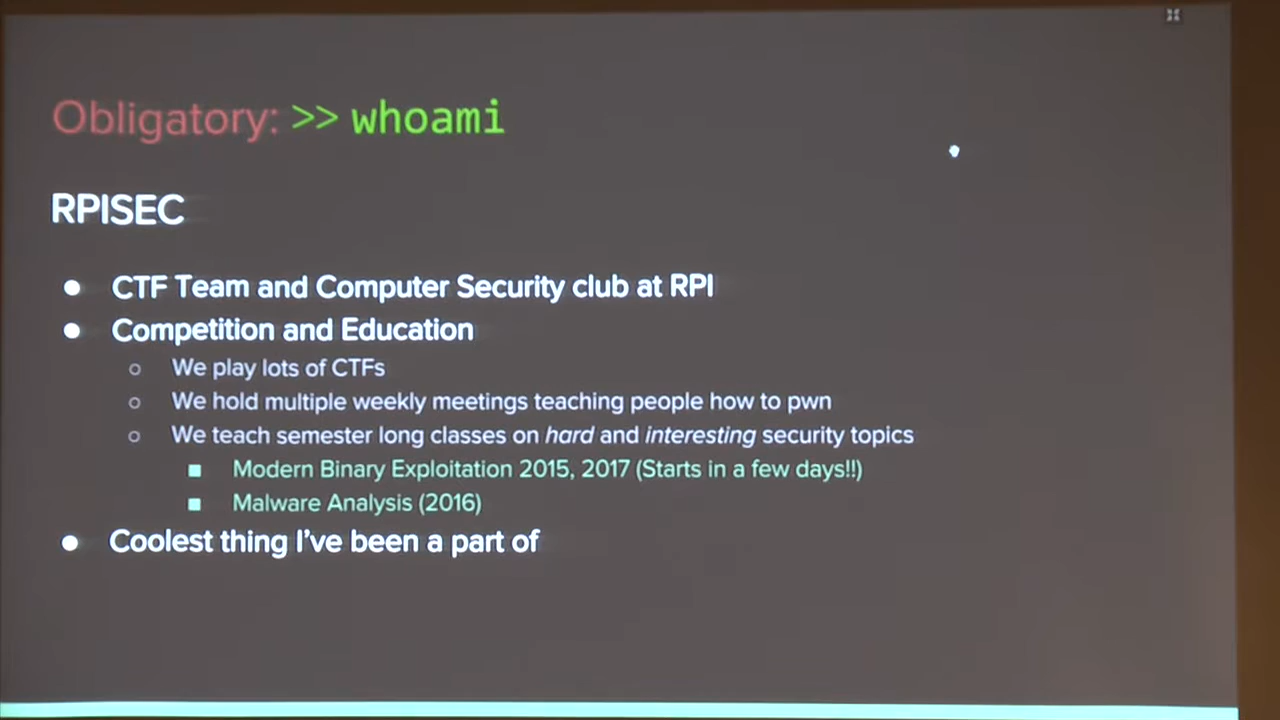 Obligatory: >> whoami
RPISEC
● CTF Team and Computer Security club at RPI
● Competition and Education
○ We play lots of CTFs
○ We hold multiple weekly meetings teaching people how to pwn
○ We teach semester long classes on hard and interesting security topics
■ Modern Binary Exploitation 2015, 2017 (Starts in a few days!!)
■ Malware Analysis (2016)
● Coolest thing I've been a part of